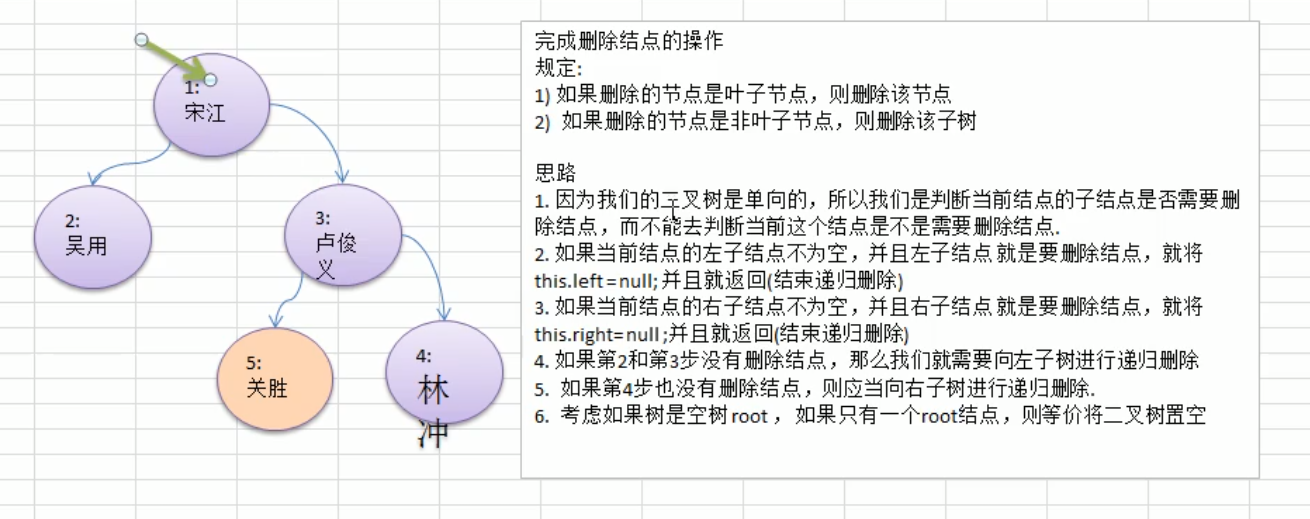 1:
宋江
2:
吴用
3:
卢俊
义
5:
关胜
4:
林
冲
完成删除结点的操作
规定:
1) 如果删除的节点是叶子节点，则删除该节点
2) 如果删除的节点是非叶子节点，则删除该子树
思路
1. 因为我们的二叉树是单向的，所以我们是判断当前结点的子结点是否需要删
除结点，而不能去判断当前这个结点是不是需要删除结点.
2. 如果当前结点的左子结点不为空，并且左子结点 就是要删除结点，就将
this.left=null; 并且就返回(结束递归删除)
3. 如果当前结点的右子结点不为空，并且右子结点 就是要删除结点，就将
this.right=null ;并且就返回(结束递归删除)
4. 如果第2和第3步没有删除结点，那么我们就需要向左子树进行递归删除
5. 如果第4步也没有删除结点，则应当向右子树进行递归删除.
6. 考虑如果树是空树 root ，如果只有一个root结点，则等价将二叉树置空